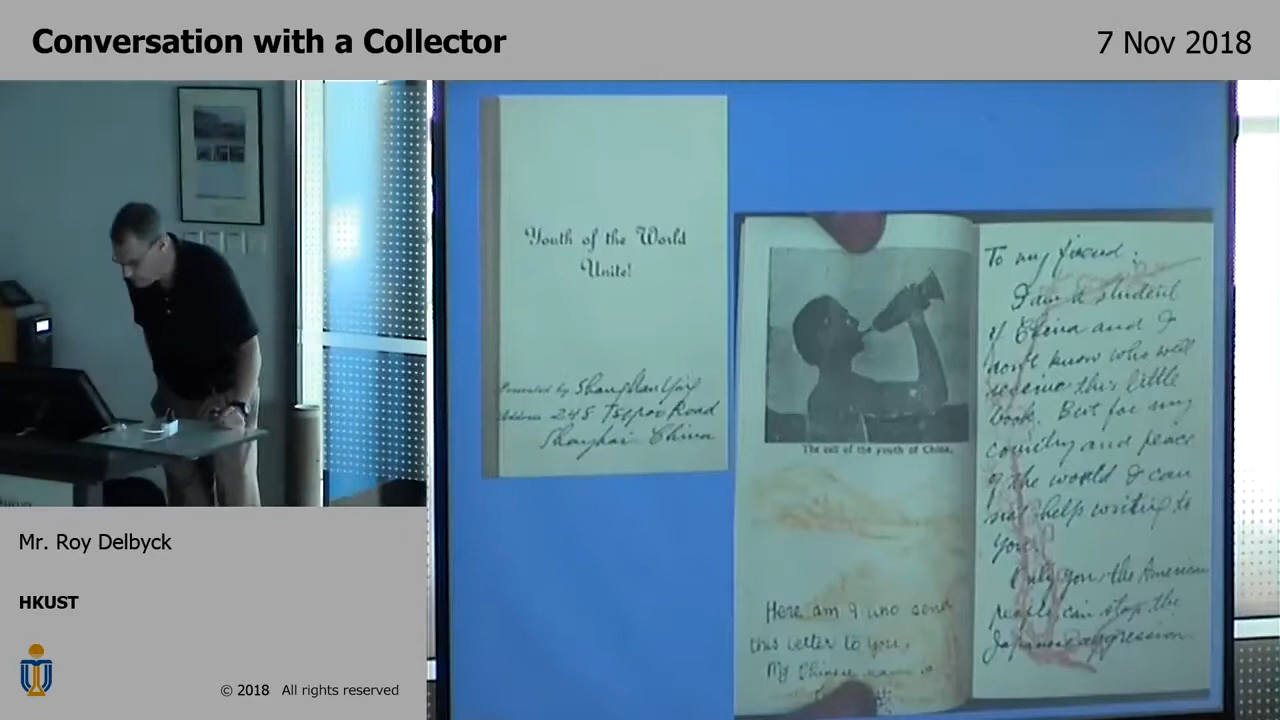 Conversation with a Collector
7 Nov 2018
Youth of the World
Unite!
Presented by
Address 245 Road
Shanghai China
The call of the youth of China.
Here am I who send
this letter to you.
My Chinese name is
To my friend:
I am a student
of China and I
don't know who will
receive this little
book. But for my
country and peace
of the world I can
not help writing to
you.
Only you, the American
people, can stop the
Japanese aggression.
Mr. Roy Delbyck
HKUST
© 2018 All rights reserved